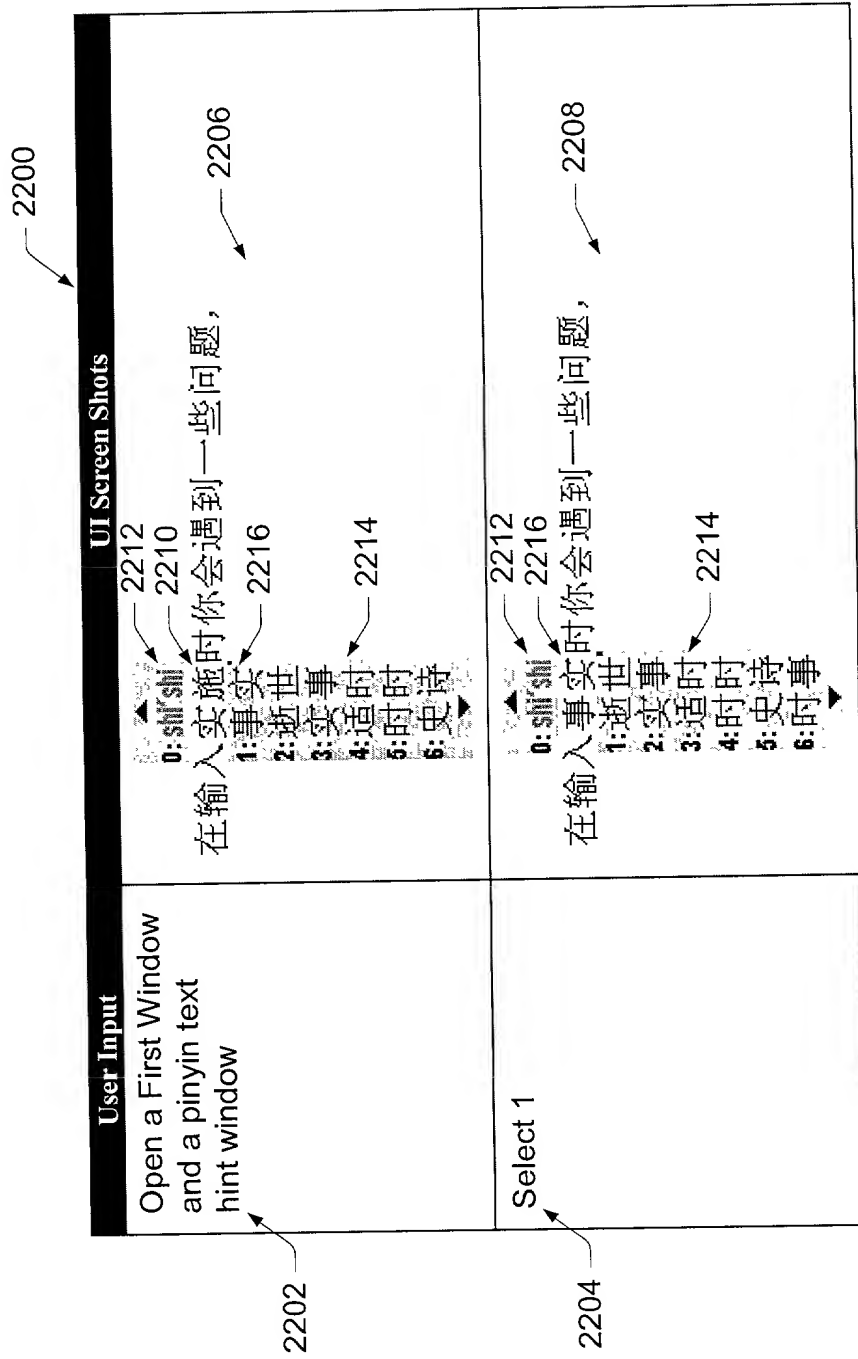 2200
User Input
UI Screen Shots
Open a First Window
and a pinyin text
hint window
2202
2212
2210
2216
0: shi'shi
在输入实施时你会遇到一些问题，
1: 事实
2: 逝世
3: 实事
4: 适时
5: 时时
6: 史诗
2214
2206
Select 1
2204
2212
2216
0: shi'shi
在输入事实时你会遇到一些问题，
1: 逝世
2: 实事
3: 适时
4: 时时
5: 史诗
6: 时事
2214
2208